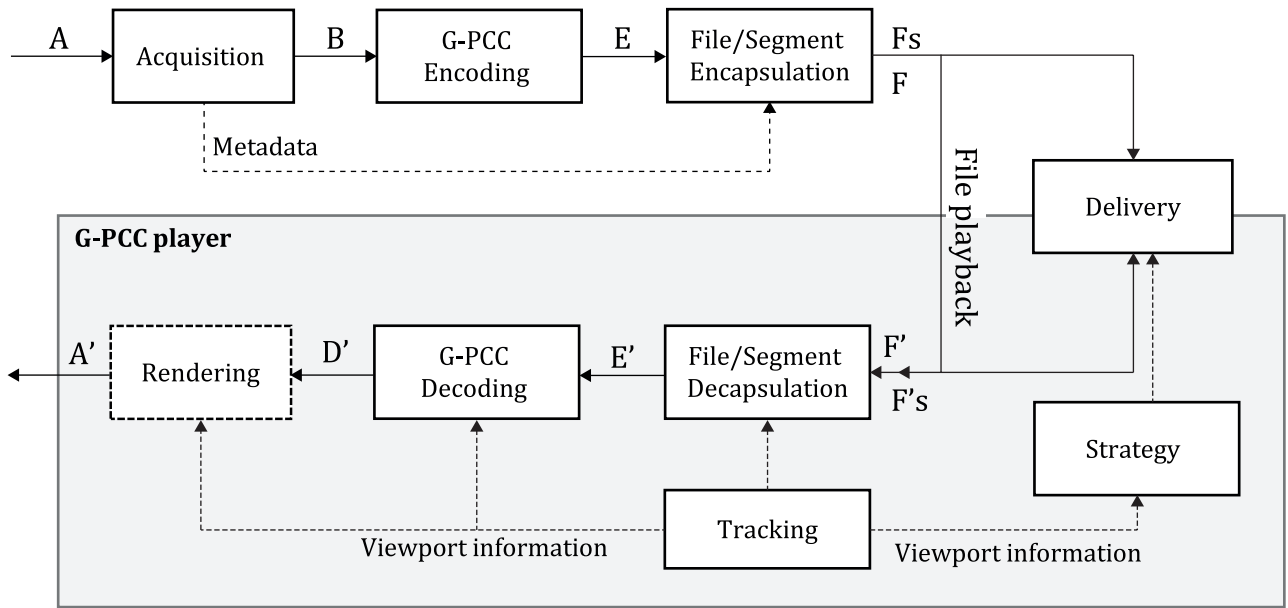 A
Acquisition
B
G-PCC
Encoding
E
File/Segment
Encapsulation
Fs
F
Metadata
File playback
Delivery
G-PCC player
A’
Rendering
D’
G-PCC
Decoding
E’
File/Segment
Decapsulation
F’
F’s
Strategy
Tracking
Viewport information
Viewport information